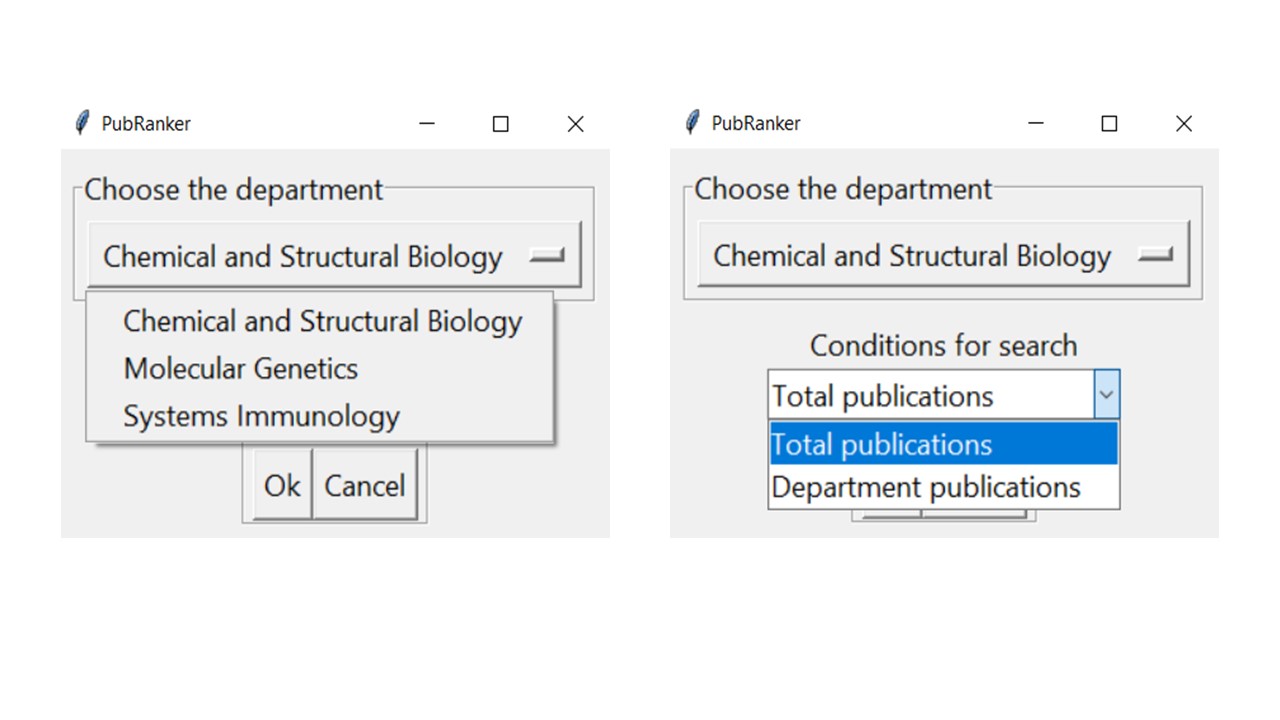 PubRanker
Choose the department
Chemical and Structural Biology
Chemical and Structural Biology
Molecular Genetics
Systems Immunology
Ok
Cancel
PubRanker
Choose the department
Chemical and Structural Biology
Conditions for search
Total publications
Total publications
Department publications